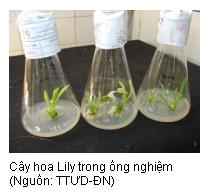 Cây hoa Lily trong ống nghiệm
(Nguồn: TTƯD-ĐN)